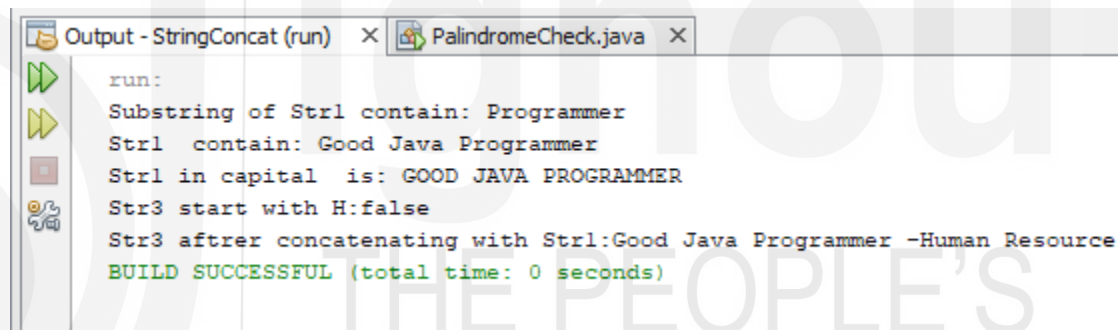 Output - StringConcat (run) PalindromeCheck.java
run:
Substring of Str1 contain: Programmer
Str1  contain: Good Java Programmer
Str1 in capital  is: GOOD JAVA PROGRAMMER
Str3 start with H:false
Str3 aftrer concatenating with Str1:Good Java Programmer -Human Resource
BUILD SUCCESSFUL (total time: 0 seconds)
ignou
THE PEOPLE'S